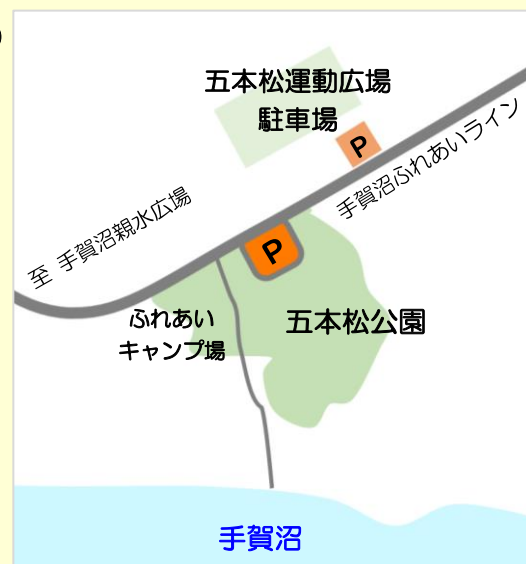 )
五本松運動広場
駐車場
P
手賀沼ふれあいライン
至 手賀沼親水広場
P
ふれあい
キャンプ場
五本松公園
手賀沼